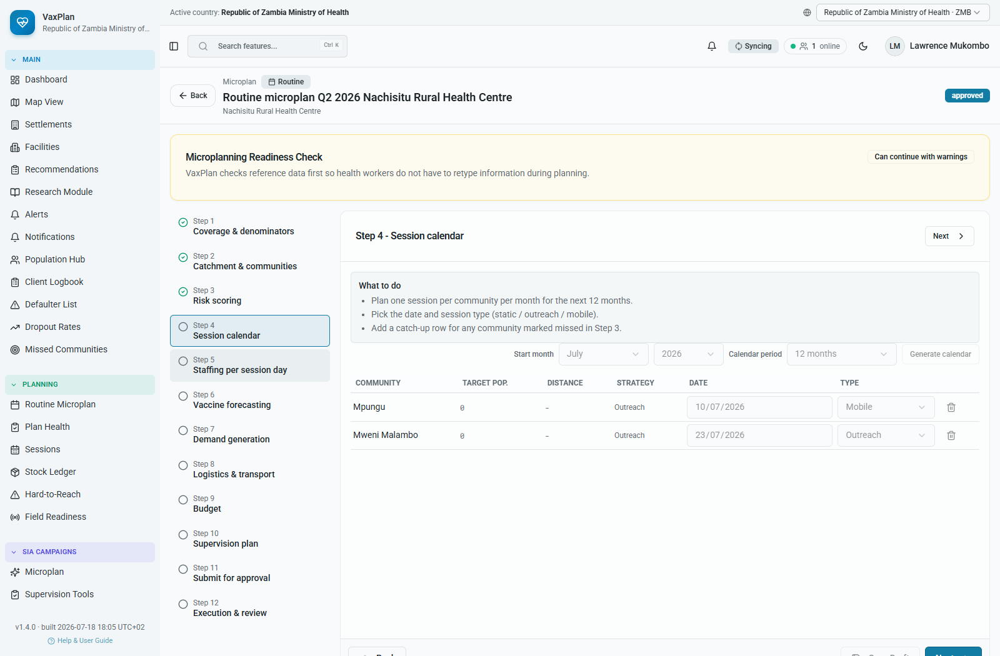 VaxPlan
Republic of Zambia Ministry of...
MAIN
Dashboard
Map View
Settlements
Facilities
Recommendations
Research Module
Alerts
Notifications
Population Hub
Client Logbook
Defaulter List
Dropout Rates
Missed Communities
PLANNING
Routine Microplan
Plan Health
Sessions
Stock Ledger
Hard-to-Reach
Field Readiness
SIA CAMPAIGNS
Microplan
Supervision Tools
v1.4.0 · built 2026-07-18 18:05 UTC+02
Help & User Guide
Active country: Republic of Zambia Ministry of Health
Republic of Zambia Ministry of Health · ZMB
Search features... Ctrl K
Syncing
1 online
LM Lawrence Mukombo
Back
Microplan Routine
Routine microplan Q2 2026 Nachisitu Rural Health Centre
Nachisitu Rural Health Centre
approved
Microplanning Readiness Check
Can continue with warnings
VaxPlan checks reference data first so health workers do not have to retype information during planning.
Step 1
Coverage & denominators
Step 2
Catchment & communities
Step 3
Risk scoring
Step 4
Session calendar
Step 5
Staffing per session day
Step 6
Vaccine forecasting
Step 7
Demand generation
Step 8
Logistics & transport
Step 9
Budget
Step 10
Supervision plan
Step 11
Submit for approval
Step 12
Execution & review
Step 4 - Session calendar
Next
What to do
• Plan one session per community per month for the next 12 months.
• Pick the date and session type (static / outreach / mobile).
• Add a catch-up row for any community marked missed in Step 3.
Start month July 2026 Calendar period 12 months Generate calendar
COMMUNITY TARGET POP. DISTANCE STRATEGY DATE TYPE
Mpungu 0 – Outreach 10/07/2026 Mobile
Mweni Malambo 0 – Outreach 23/07/2026 Outreach